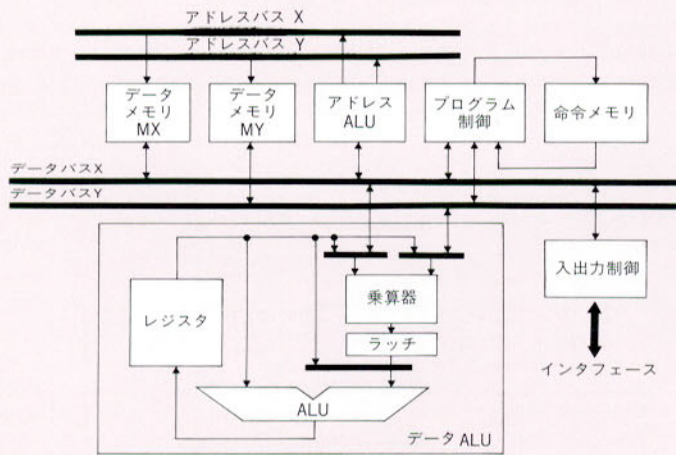 アドレスバス X
アドレスバス Y
データ
メモリ
MX
データ
メモリ
MY
アドレス
ALU
プログラム
制御
命令メモリ
データバスX
データバスY
レジスタ
乗算器
ラッチ
ALU
データ ALU
入出力制御
インタフェース